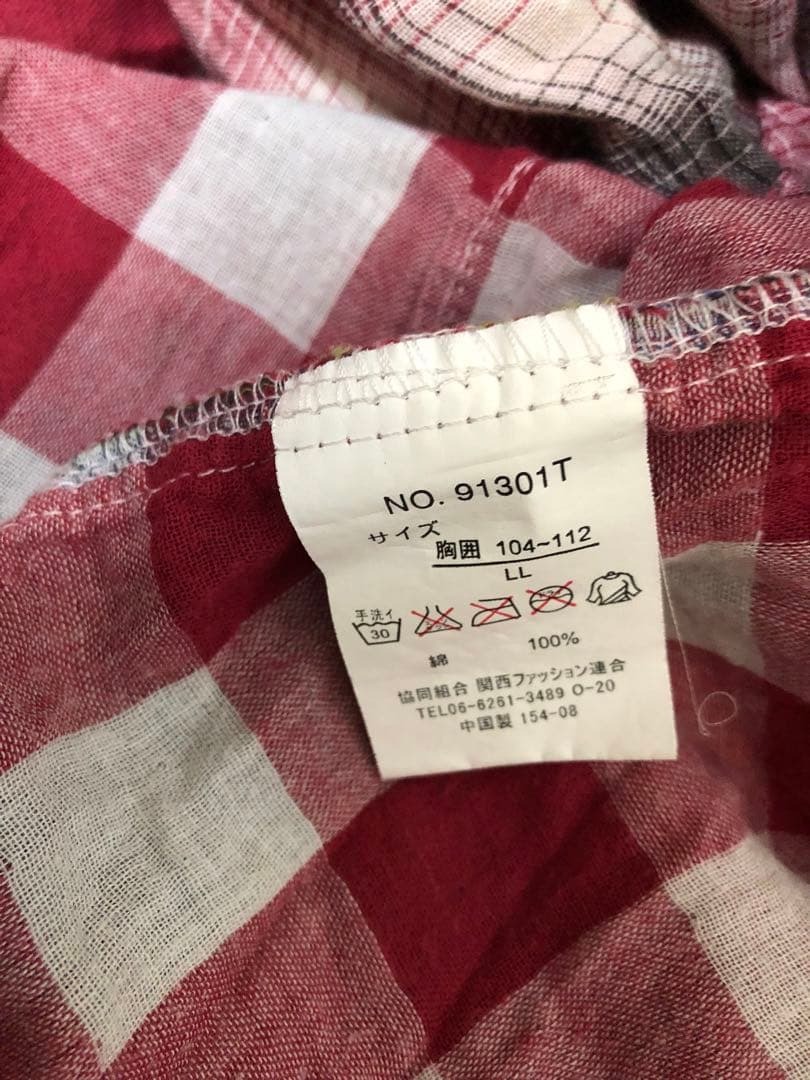 NO. 91301T
サイズ
胸囲 104~112
LL
手洗イ
30
綿 100%
協同組合 関西ファッション連合
TEL06-6261-3489 O-20
中国製 154-08